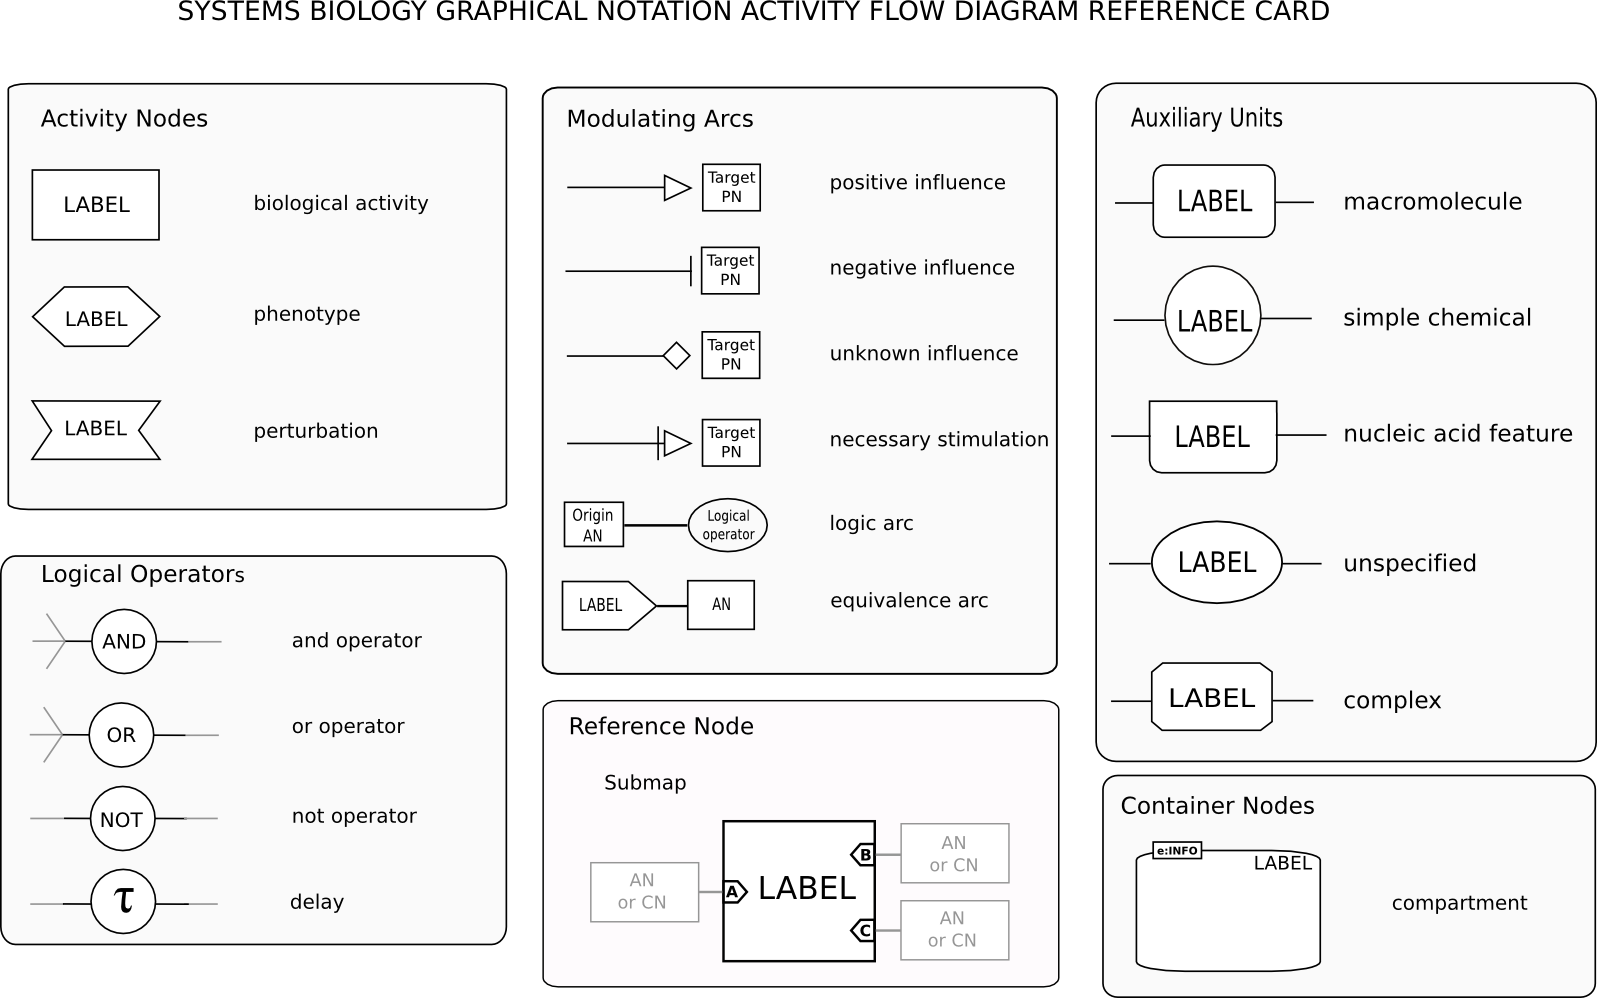 SYSTEMS BIOLOGY GRAPHICAL NOTATION ACTIVITY FLOW DIAGRAM REFERENCE CARD
Activity Nodes
LABEL
biological activity
LABEL
phenotype
LABEL
perturbation
Logical Operators
AND
and operator
OR
or operator
NOT
not operator
τ
delay
Modulating Arcs
Target
PN
positive influence
Target
PN
negative influence
Target
PN
unknown influence
Target
PN
necessary stimulation
Origin
AN
Logical
operator
logic arc
LABEL
AN
equivalence arc
Reference Node
Submap
AN
or CN
A
LABEL
B
C
AN
or CN
AN
or CN
Auxiliary Units
LABEL
macromolecule
LABEL
simple chemical
LABEL
nucleic acid feature
LABEL
unspecified
LABEL
complex
Container Nodes
e:INFO
LABEL
compartment